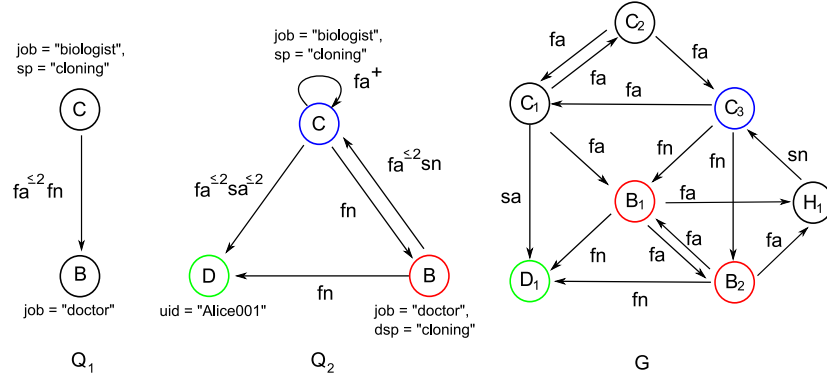 job = "biologist",
sp = "cloning"
C
fa≤2 fn
B
job = "doctor"
Q1
job = "biologist",
sp = "cloning"
fa+
C
fa≤2sa≤2
fa≤2sn
fn
D
B
fn
uid = "Alice001"
job = "doctor",
dsp = "cloning"
Q2
C2
fa
fa
fa
C1
fa
C3
fa
fn
fn
sn
sa
B1
fa
H1
fn
fa
fa
fa
D1
fn
B2
G